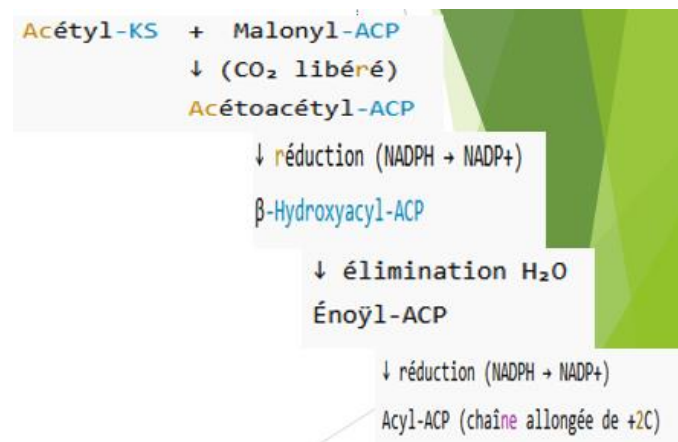 Acétyl-KS + Malonyl-ACP
↓ (CO₂ libéré)
Acétoacétyl-ACP
↓ réduction (NADPH → NADP+)
β-Hydroxyacyl-ACP
↓ élimination H₂O
Énoÿl-ACP
↓ réduction (NADPH → NADP+)
Acyl-ACP (chaîne allongée de +2C)